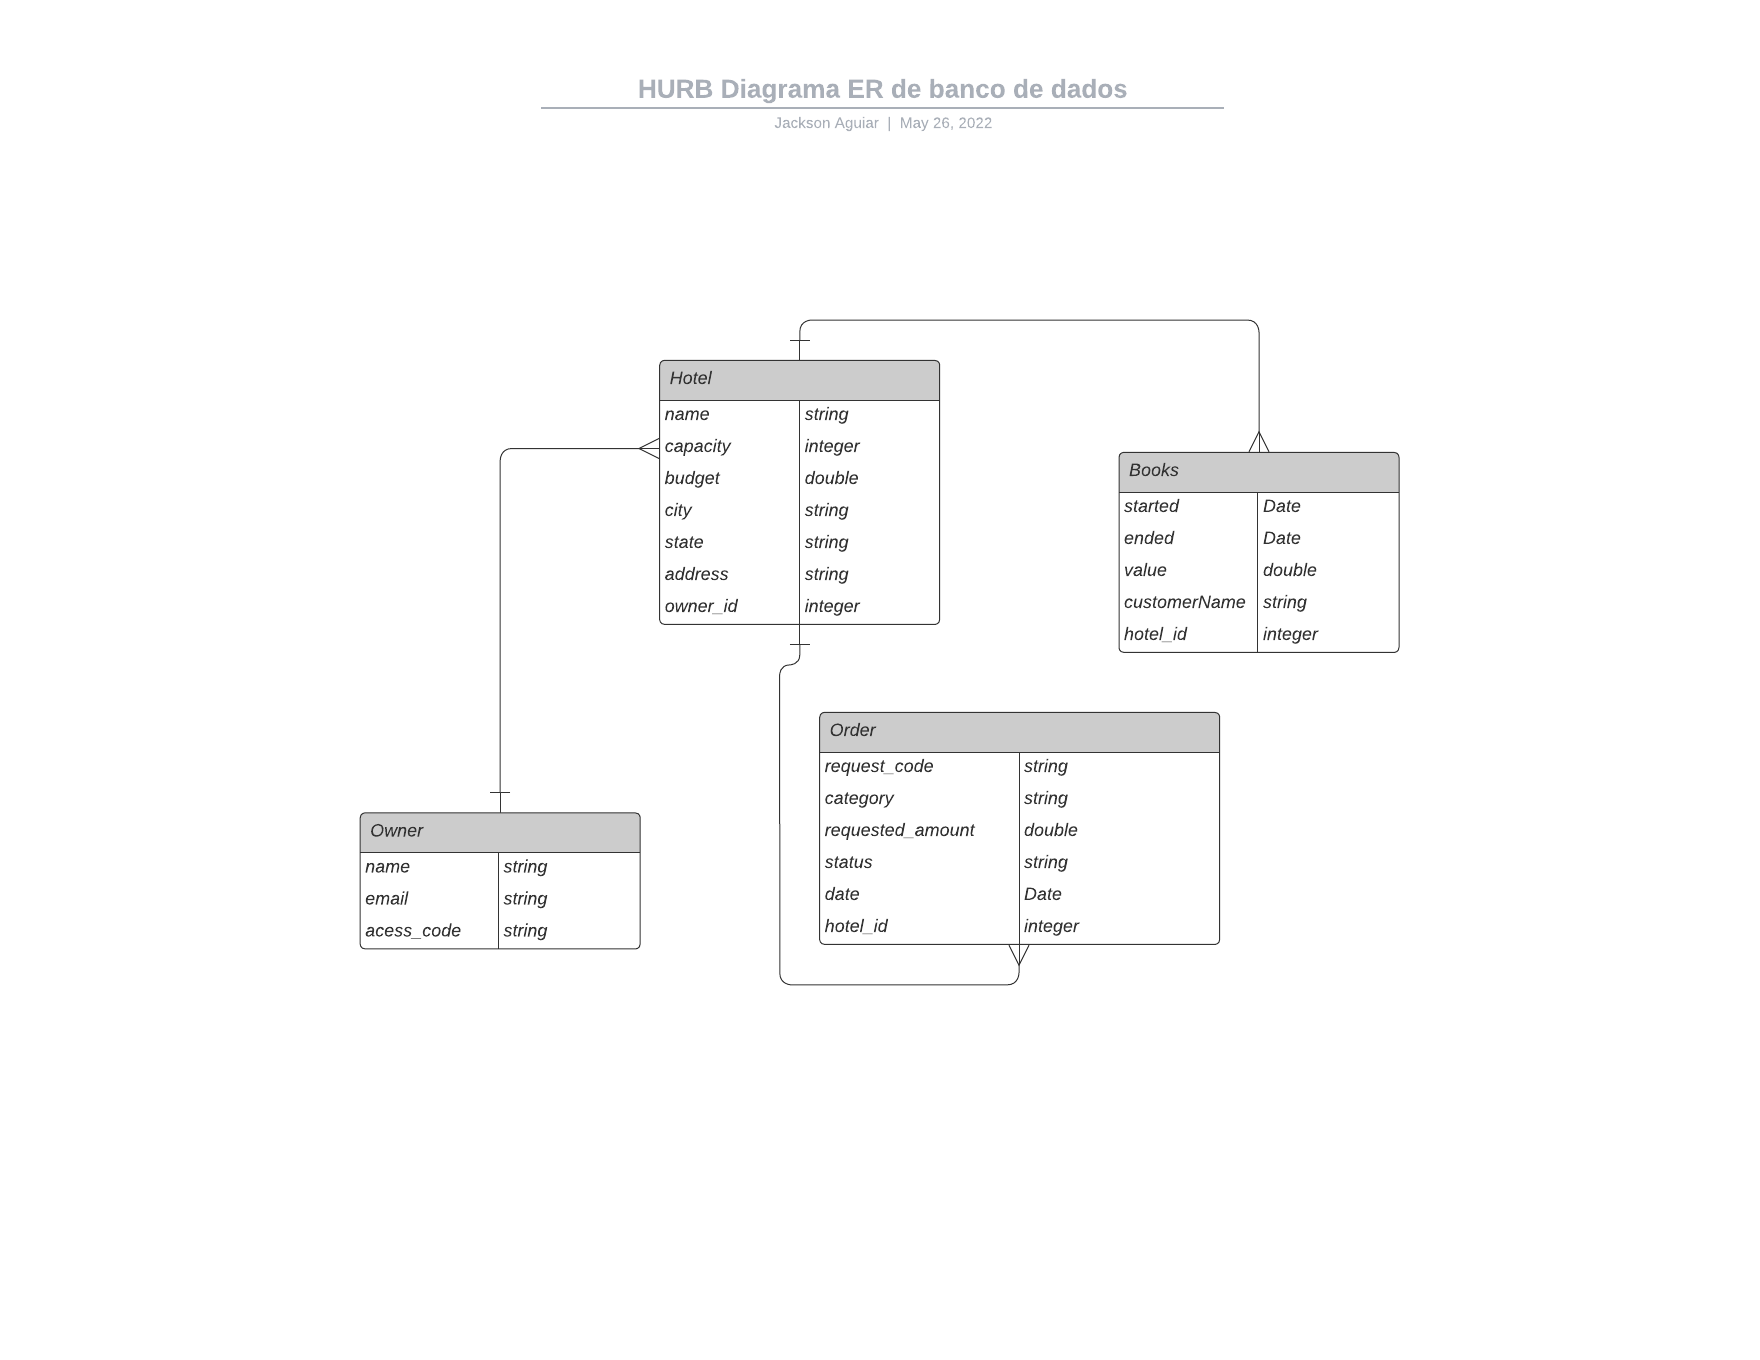 HURB Diagrama ER de banco de dados
Jackson Aguiar | May 26, 2022
Hotel
name string
capacity integer
budget double
city string
state string
address string
owner_id integer
Books
started Date
ended Date
value double
customerName string
hotel_id integer
Order
request_code string
category string
requested_amount double
status string
date Date
hotel_id integer
Owner
name string
email string
acess_code string